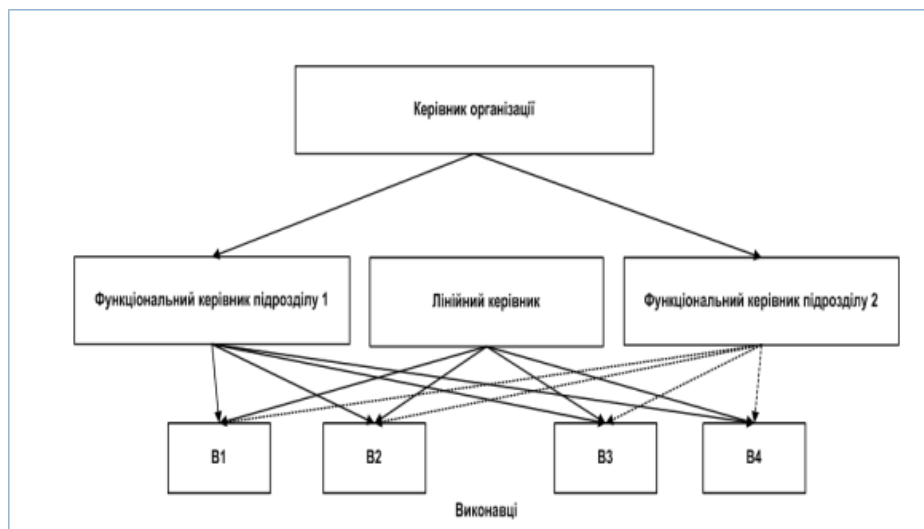 Керівник організації
Функціональний керівник підрозділу 1
Лінійний керівник
Функціональний керівник підрозділу 2
В1
В2
В3
В4
Виконавці